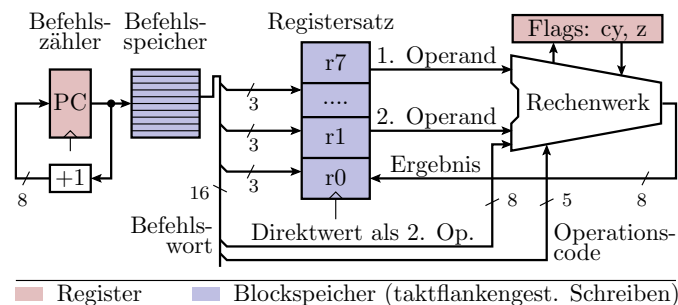 Befehls-
zähler
Befehls-
speicher
Registersatz
Flags: cy, z
PC
+1
8
r7
....
r1
r0
3
3
3
16
1. Operand
2. Operand
Ergebnis
Rechenwerk
8
5
8
Befehls-
wort
Direktwert als 2. Op.
Operations-
code
Register
Blockspeicher (taktflankengest. Schreiben)